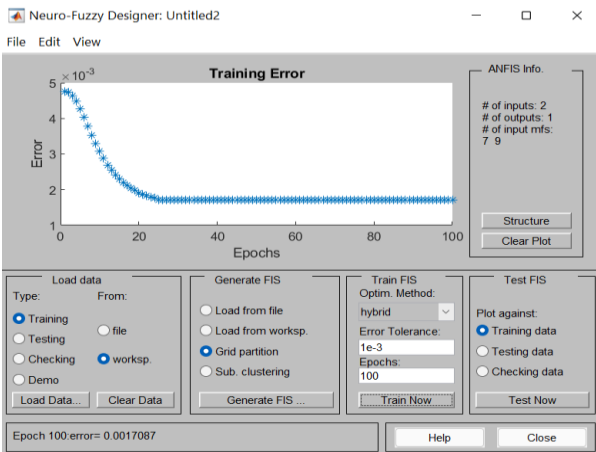 Neuro-Fuzzy Designer: Untitled2
File Edit View
Training Error
× 10⁻³
5
4
3
2
1
Error
0 20 40 60 80 100
Epochs
ANFIS Info.
# of inputs: 2
# of outputs: 1
# of input mfs:
7 9
Structure
Clear Plot
Load data
Type: From:
Training
Testing
Checking
Demo
file
worksp.
Load Data... Clear Data
Generate FIS
Load from file
Load from worksp.
Grid partition
Sub. clustering
Generate FIS ...
Train FIS
Optim. Method:
hybrid
Error Tolerance:
1e-3
Epochs:
100
Train Now
Test FIS
Plot against:
Training data
Testing data
Checking data
Test Now
Epoch 100:error= 0.0017087
Help Close